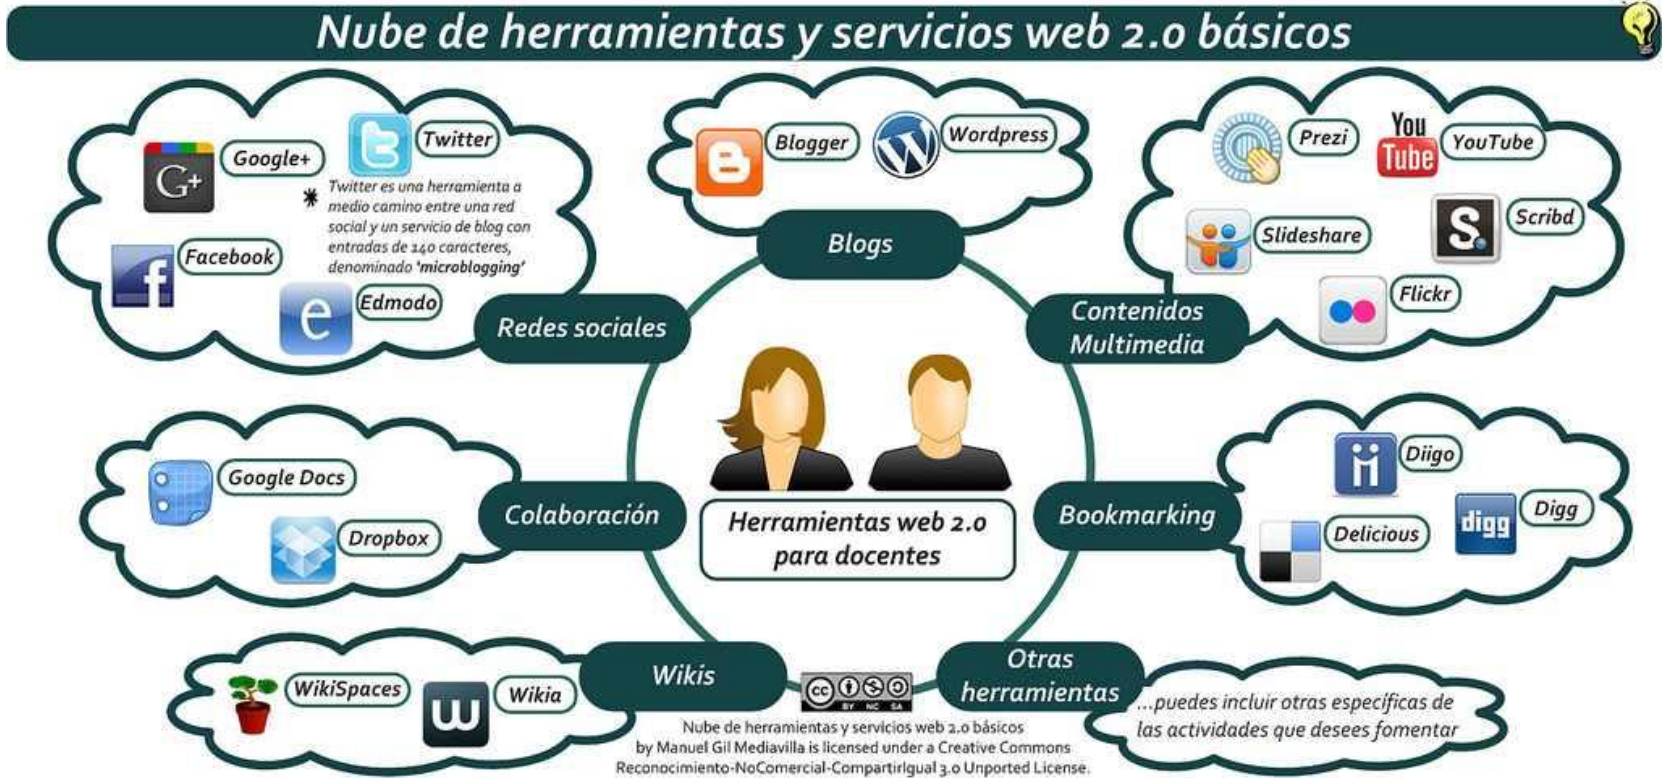 Nube de herramientas y servicios web 2.0 básicos
Google+
Twitter
* Twitter es una herramienta a
medio camino entre una red
social y un servicio de blog con
entradas de 140 caracteres,
denominado 'microblogging'
Facebook
Edmodo
Redes sociales
Blogger
Wordpress
Blogs
Prezi
You
Tube
YouTube
Slideshare
Scribd
Flickr
Contenidos
Multimedia
Google Docs
Dropbox
Colaboración
Herramientas web 2.0
para docentes
Bookmarking
Diigo
Delicious
digg
Digg
WikiSpaces
Wikia
Wikis
Otras
herramientas
...puedes incluir otras específicas de
las actividades que desees fomentar
cc
BY NC SA
Nube de herramientas y servicios web 2.0 básicos
by Manuel Gil Mediavilla is licensed under a Creative Commons
Reconocimiento-NoComercial-CompartirIgual 3.0 Unported License.